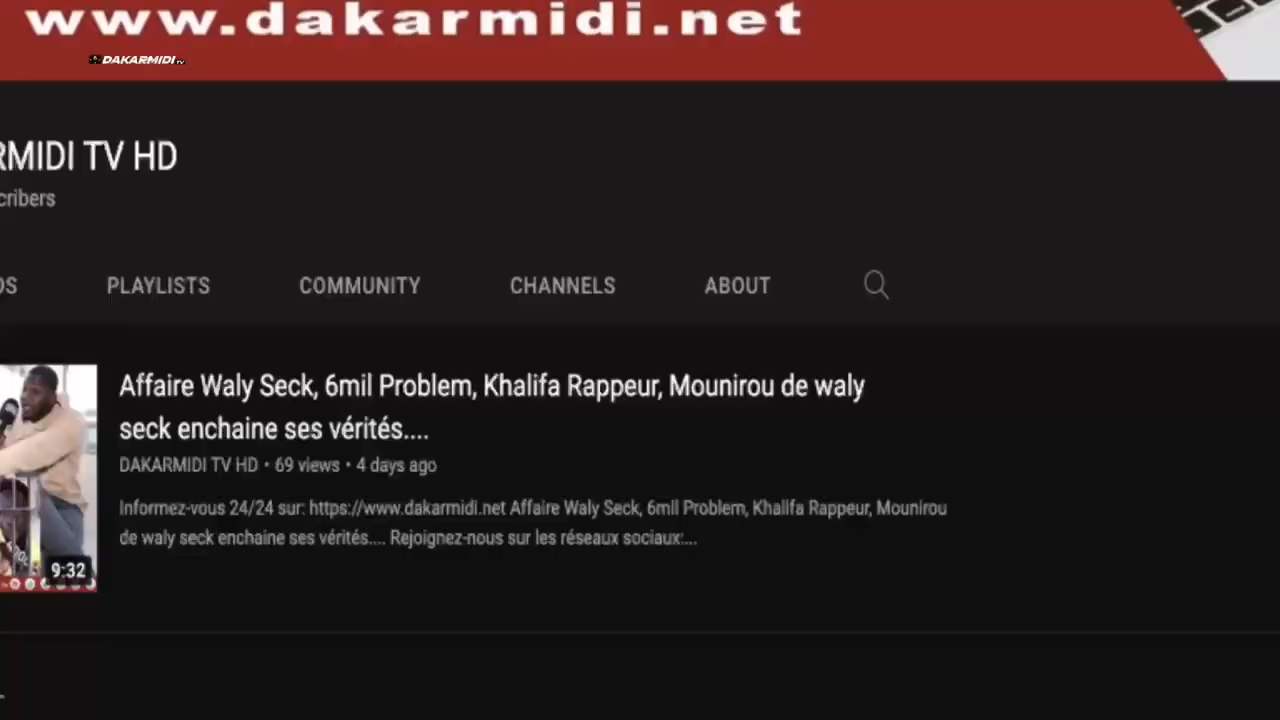 www.dakarmidi.net
DAKARMIDI TV
RMIDI TV HD
cribers
OS PLAYLISTS COMMUNITY CHANNELS ABOUT
Affaire Waly Seck, 6mil Problem, Khalifa Rappeur, Mounirou de waly
seck enchaine ses vérités....
DAKARMIDI TV HD • 69 views • 4 days ago
Informez-vous 24/24 sur: https://www.dakarmidi.net Affaire Waly Seck, 6mil Problem, Khalifa Rappeur, Mounirou
de waly seck enchaine ses vérités.... Rejoignez-nous sur les réseaux sociaux:...
9:32